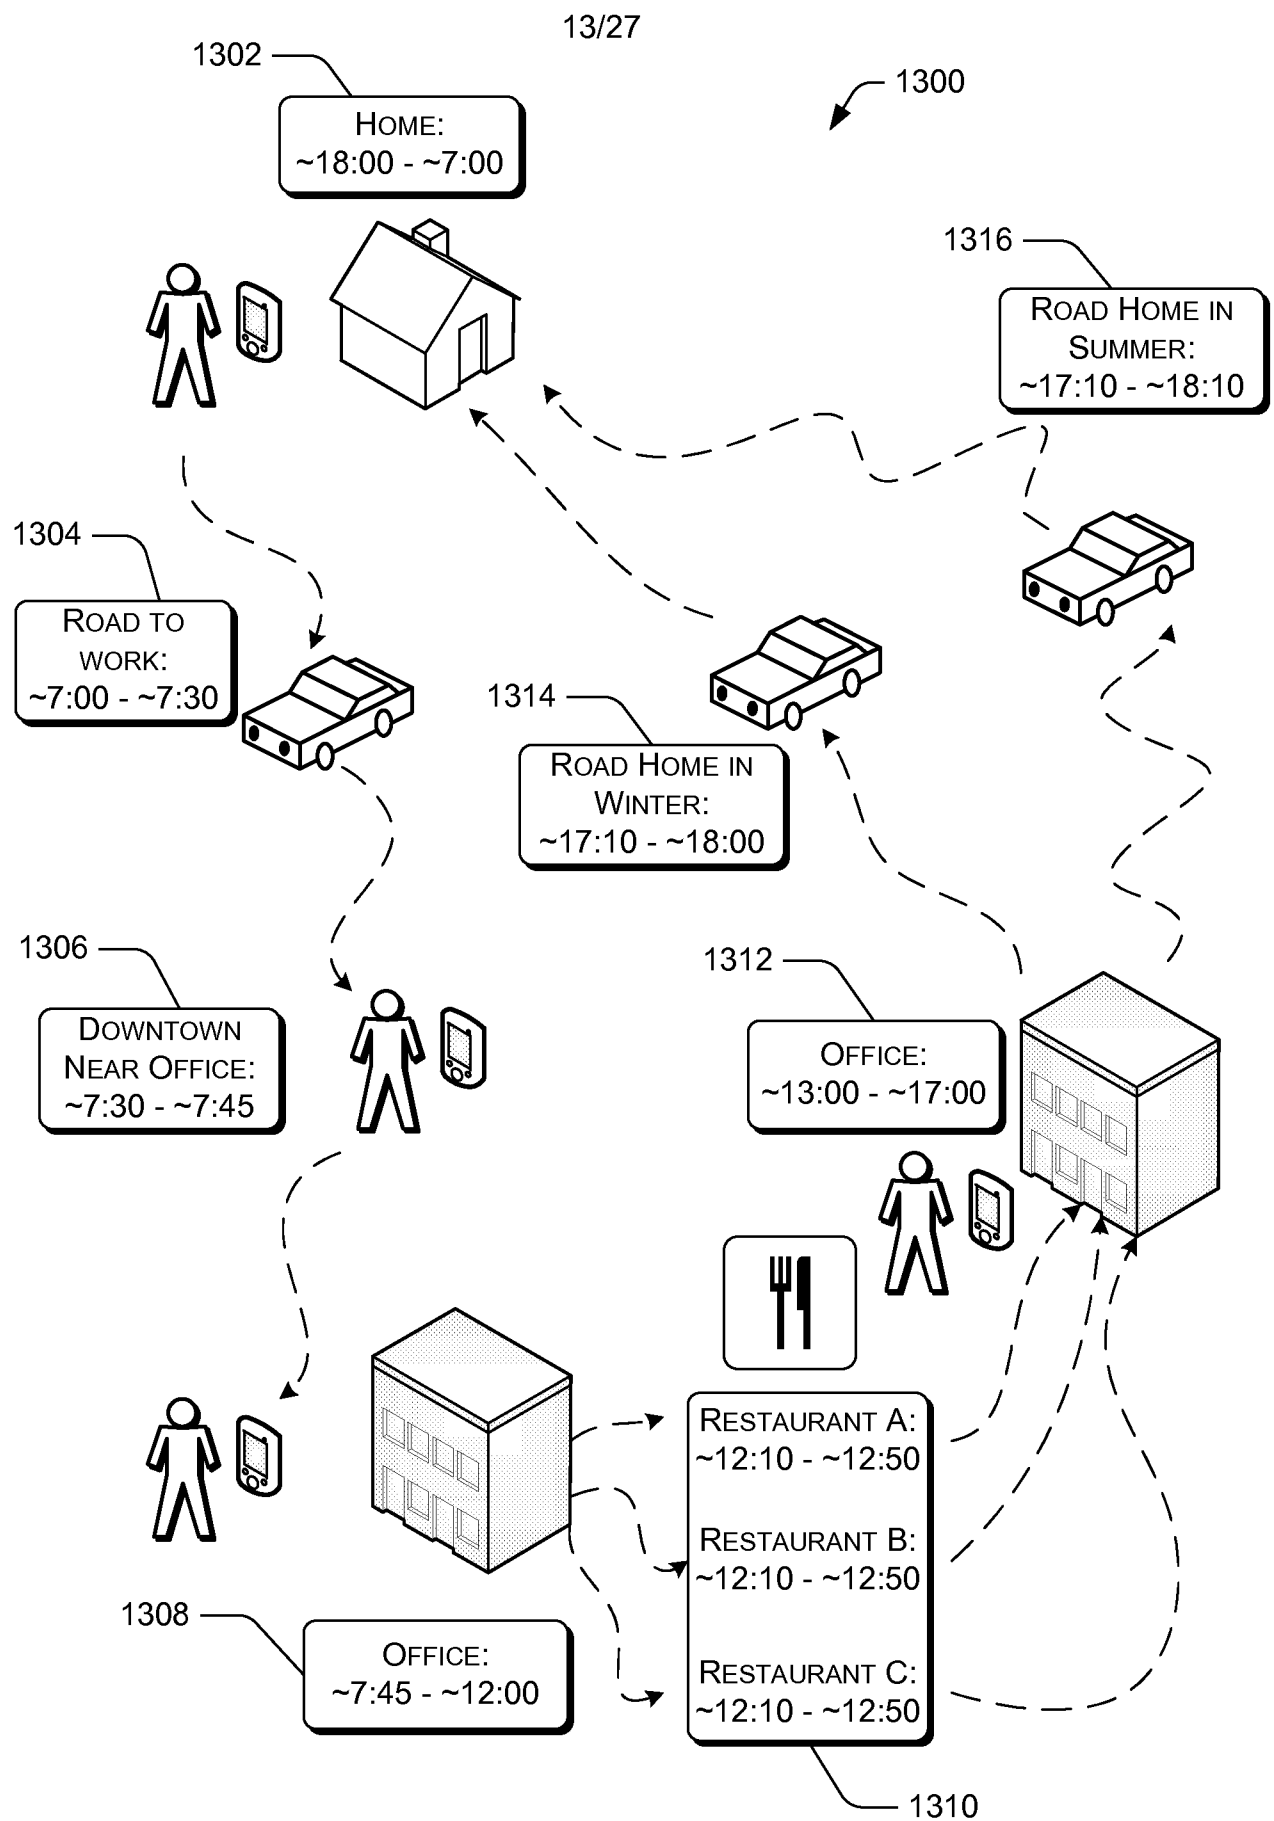 13/27
1302
1300
HOME:
~18:00 - ~7:00
1316
ROAD HOME IN
SUMMER:
~17:10 - ~18:10
1304
ROAD TO
WORK:
~7:00 - ~7:30
1314
ROAD HOME IN
WINTER:
~17:10 - ~18:00
1306
DOWNTOWN
NEAR OFFICE:
~7:30 - ~7:45
1312
OFFICE:
~13:00 - ~17:00
1308
OFFICE:
~7:45 - ~12:00
RESTAURANT A:
~12:10 - ~12:50
RESTAURANT B:
~12:10 - ~12:50
RESTAURANT C:
~12:10 - ~12:50
1310